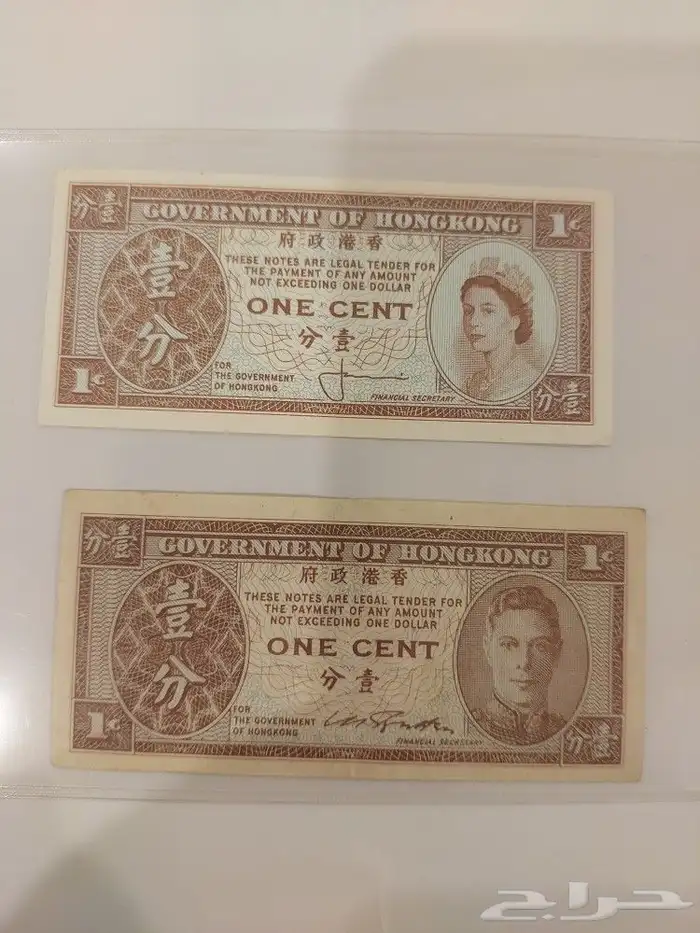 分壹 GOVERNMENT OF HONGKONG 1¢
府政港香
壹分
THESE NOTES ARE LEGAL TENDER FOR
THE PAYMENT OF ANY AMOUNT
NOT EXCEEDING ONE DOLLAR
ONE CENT
分壹
FOR
THE GOVERNMENT
OF HONGKONG
FINANCIAL SECRETARY
1¢ 分壹
分壹 GOVERNMENT OF HONGKONG 1¢
府政港香
壹分
THESE NOTES ARE LEGAL TENDER FOR
THE PAYMENT OF ANY AMOUNT
NOT EXCEEDING ONE DOLLAR
ONE CENT
分壹
FOR
THE GOVERNMENT
OF HONGKONG
FINANCIAL SECRETARY
1¢ 分壹
حراج